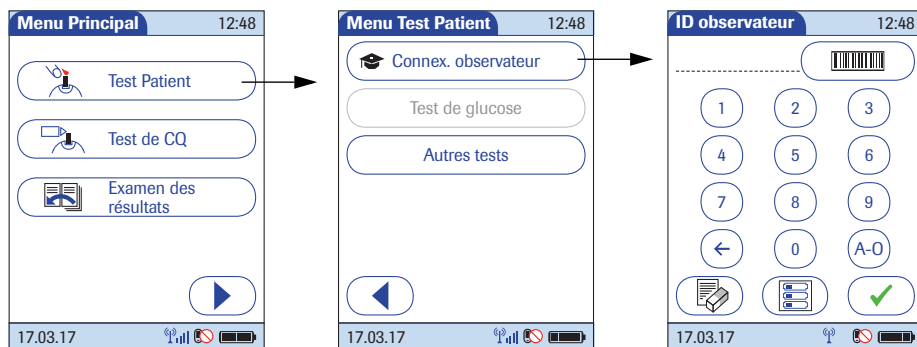 Menu Principal 12:48
Test Patient
Test de CQ
Examen des
résultats
17.03.17
Menu Test Patient 12:48
Connex. observateur
Test de glucose
Autres tests
17.03.17
ID observateur 12:48
1 2 3
4 5 6
7 8 9
0 A-O
17.03.17